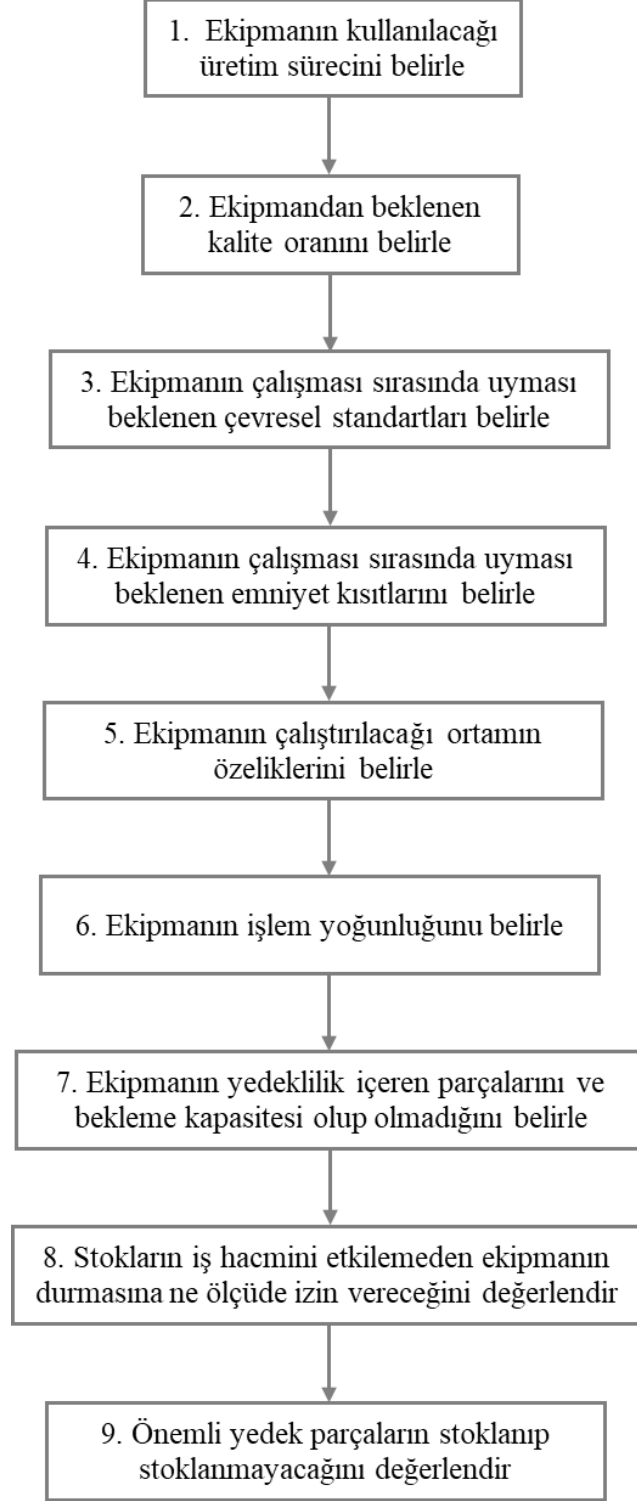 1. Ekipmanın kullanılacağı
üretim sürecini belirle
2. Ekipmandan beklenen
kalite oranını belirle
3. Ekipmanın çalışması sırasında uyması
beklenen çevresel standartları belirle
4. Ekipmanın çalışması sırasında uyması
beklenen emniyet kısıtlarını belirle
5. Ekipmanın çalıştırılacağı ortamın
özeliklerini belirle
6. Ekipmanın işlem yoğunluğunu belirle
7. Ekipmanın yedeklilik içeren parçalarını ve
bekleme kapasitesi olup olmadığını belirle
8. Stokların iş hacmini etkilemeden ekipmanın
durmasına ne ölçüde izin vereceğini değerlendir
9. Önemli yedek parçaların stoklanıp
stoklanmayacağını değerlendir